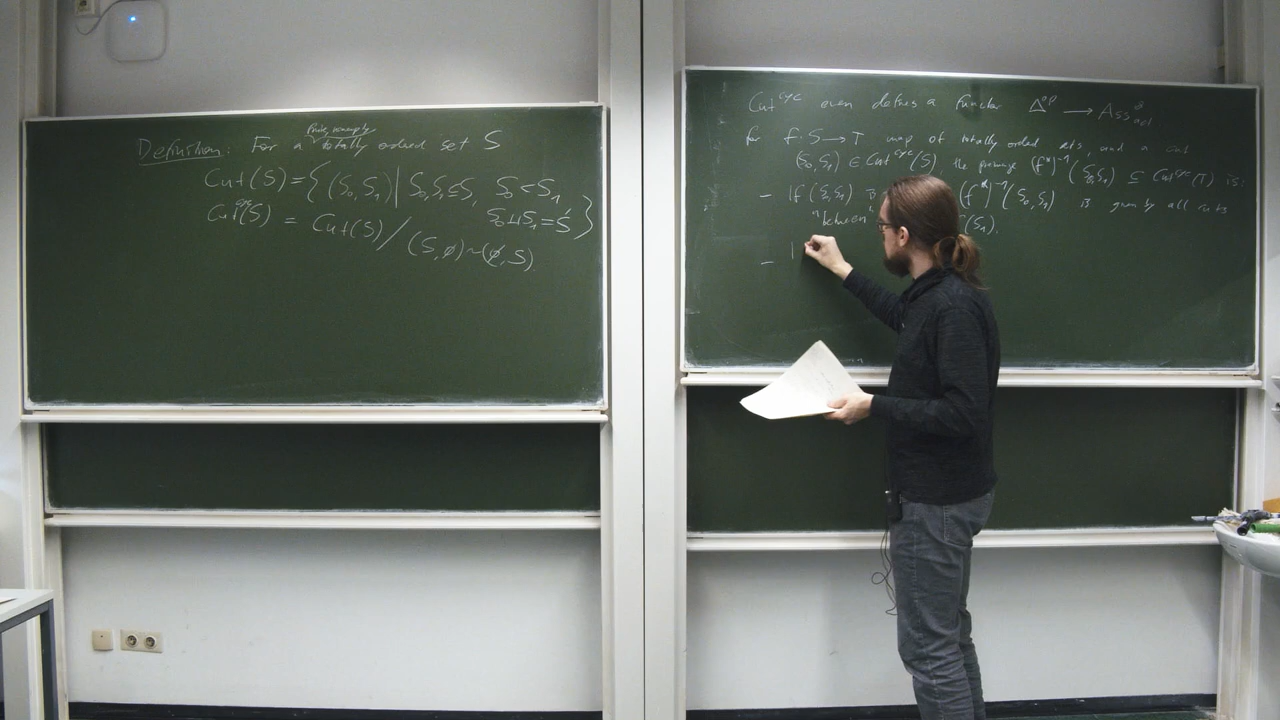 finite, nonempty
Definition: For a totally ordered set S
Cut(S) = { (S₀,S₁) | S₀,S₁ ⊆ S, S₀ < S₁
S₀ ⊔ S₁ = S }
Cut^cyc(S) = Cut(S) / (S,∅)~(∅,S)
Cut^cyc even defines a functor Δ^op → Ass^⊗_act
for f: S → T map of totally ordered sets, and a cut
(S₀,S₁) ∈ Cut^cyc(S) the preimage (f*)⁻¹(S₀,S₁) ⊆ Cut^cyc(T) is:
- If (S₀,S₁) (f*)⁻¹(S₀,S₁) is given by all cuts
"between" (S₁).
- I